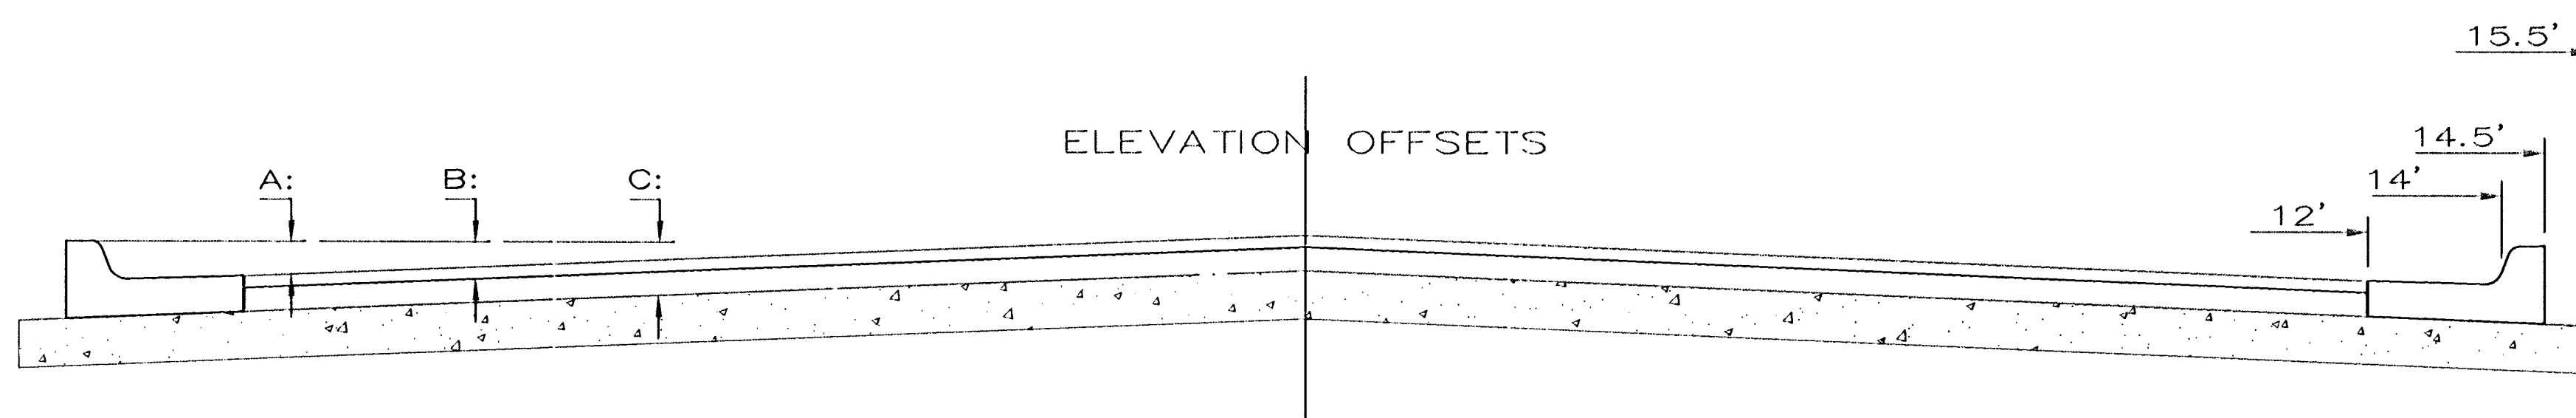 15.5'
ELEVATION OFFSETS
14.5'
A: B: C:
14'
12'